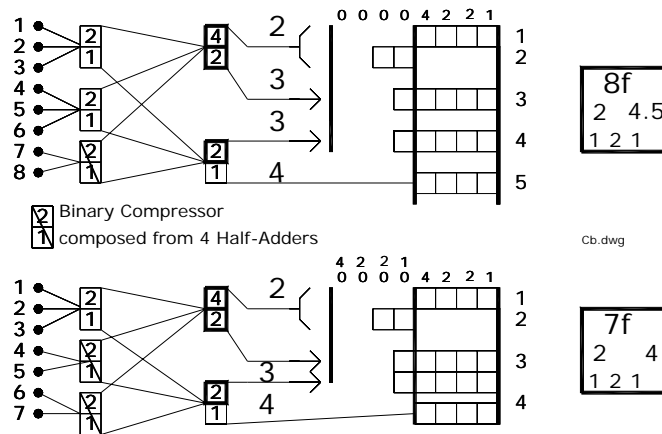 0 0 0 0 4 2 2 1
1 2 4 2 1
2 1 2 2
3
4 2 3 8f
5 1 3 3 2 4.5
6 2 4 1 2 1
7 2 1 4 5
8 1
2 Binary Compressor
1 composed from 4 Half-Adders
Cb.dwg
4 2 2 1
0 0 0 0 4 2 2 1
1 2 4 2 1
2 1 2 2
3
4 2 3 7f
5 1 2 3 2 4
6 2 1 4 4 1 2 1
7 1